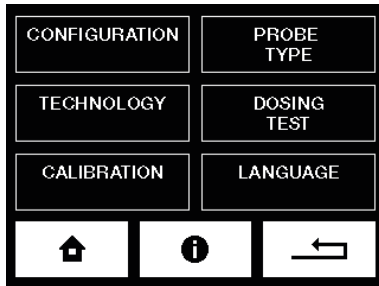 CONFIGURATION
PROBE
TYPE
TECHNOLOGY
DOSING
TEST
CALIBRATION
LANGUAGE